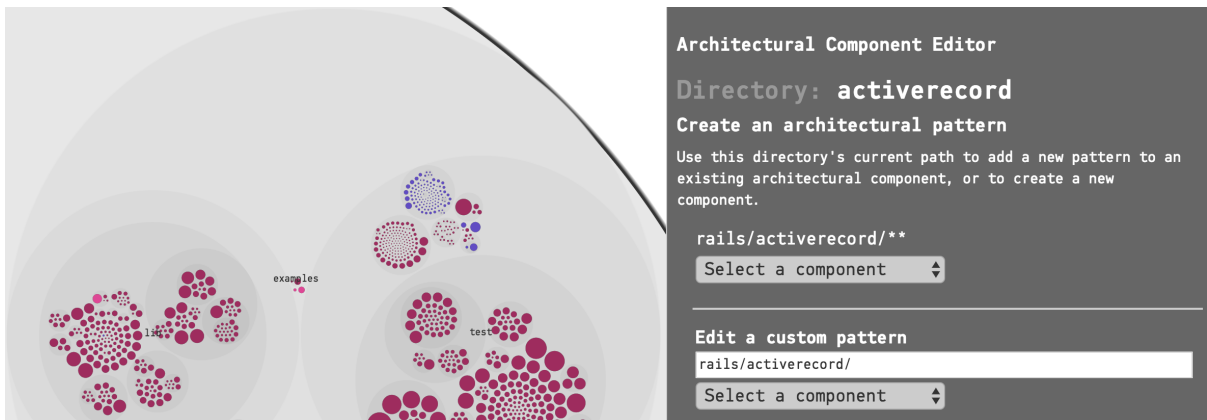 Architectural Component Editor
Directory: activerecord
Create an architectural pattern
Use this directory's current path to add a new pattern to an
existing architectural component, or to create a new
component.
rails/activerecord/**
Select a component
Edit a custom pattern
rails/activerecord/
Select a component
examples
lib
test